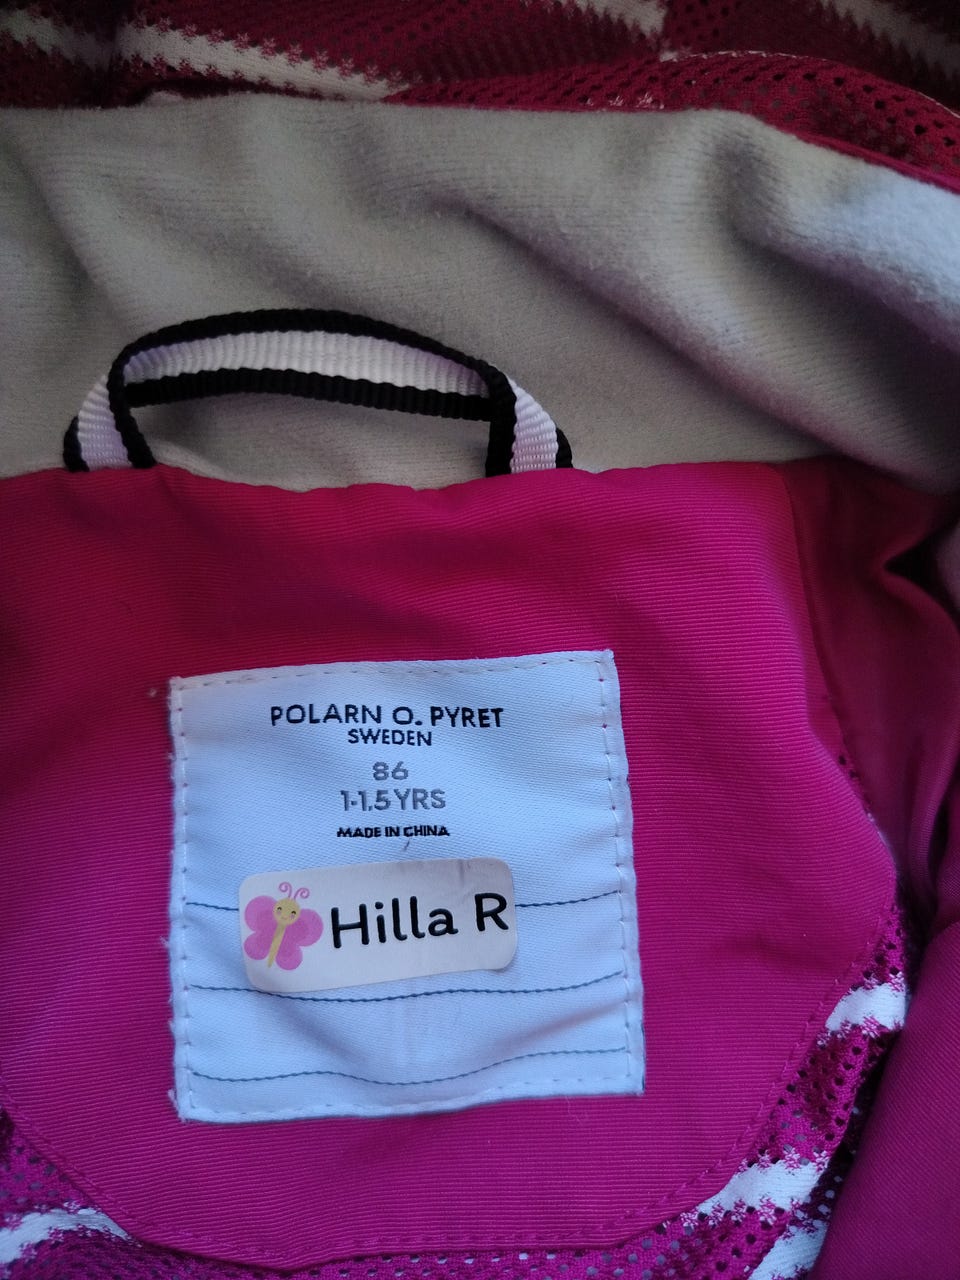 POLARN O. PYRET
SWEDEN
86
1-1,5 YRS
MADE IN CHINA
Hilla R